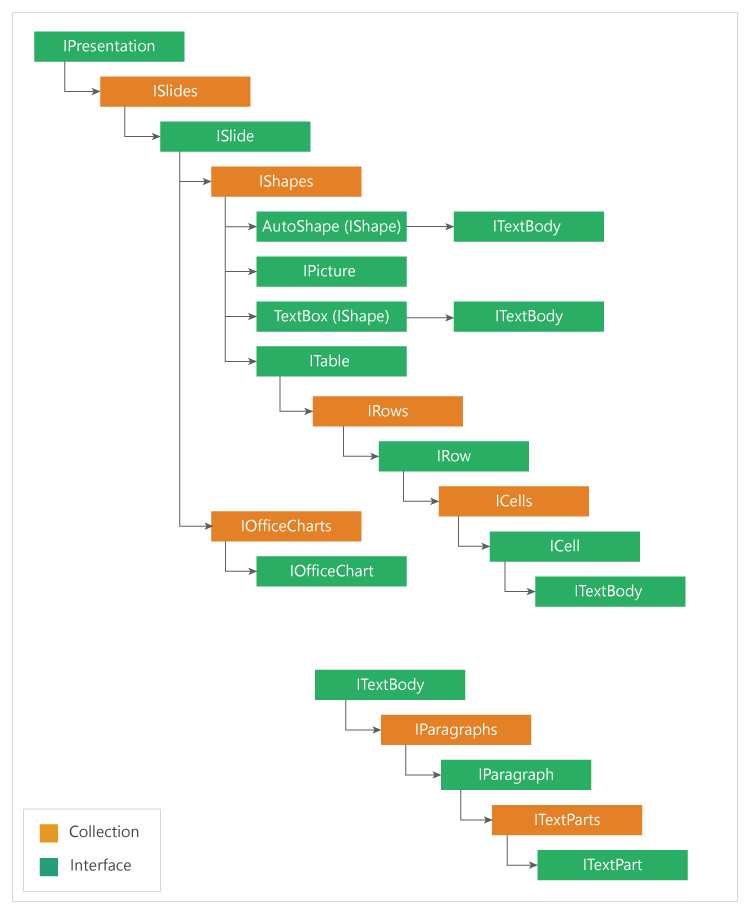 IPresentation
ISlides
ISlide
IShapes
AutoShape (IShape)
ITextBody
IPicture
TextBox (IShape)
ITextBody
ITable
IRows
IRow
ICells
IOfficeCharts
ICell
IOfficeChart
ITextBody
ITextBody
IParagraphs
IParagraph
ITextParts
Collection
ITextPart
Interface